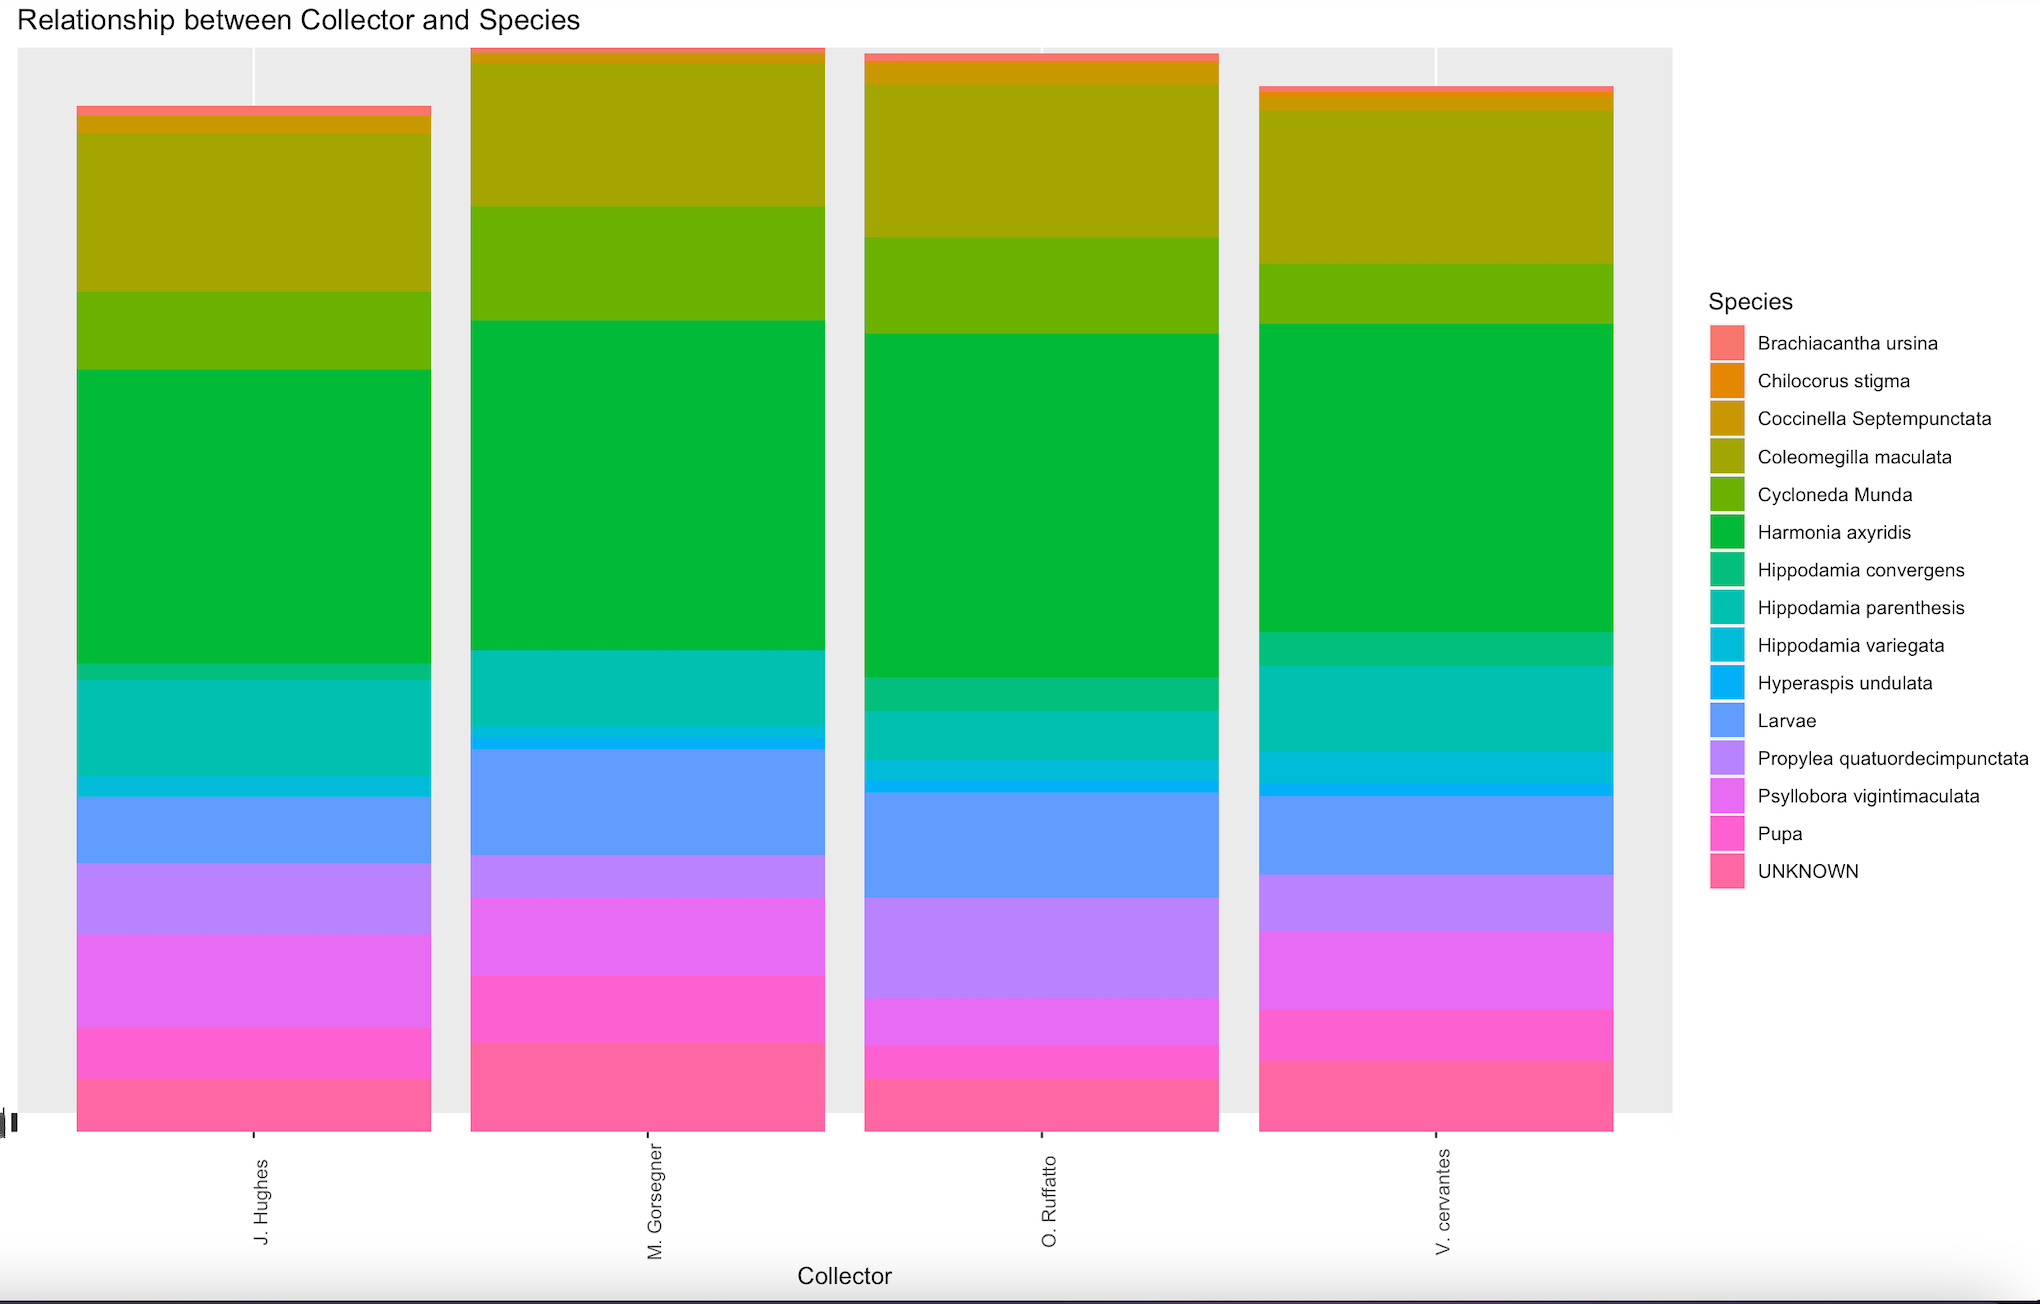 Relationship between Collector and Species
Species
Brachiacantha ursina
Chilocorus stigma
Coccinella Septempunctata
Coleomegilla maculata
Cycloneda Munda
Harmonia axyridis
Hippodamia convergens
Hippodamia parenthesis
Hippodamia variegata
Hyperaspis undulata
Larvae
Propylea quatuordecimpunctata
Psyllobora vigintimaculata
Pupa
UNKNOWN
J. Hughes
M. Gorsegner
O. Ruffatto
V. cervantes
Collector